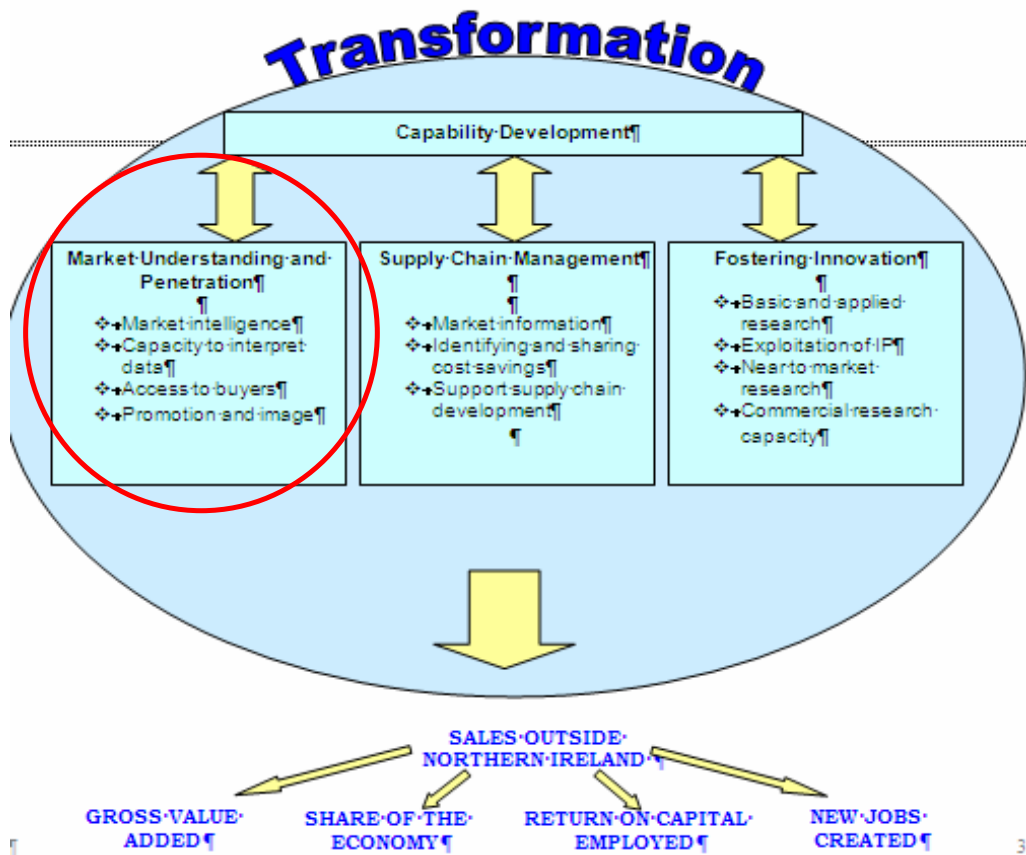 Transformation
Capability·Development¶
Market·Understanding·and·
Penetration¶
¶
❖→Market·intelligence¶
❖→Capacity·to·interpret·
data¶
❖→Access·to·buyers¶
❖→Promotion·and·image¶
Supply·Chain·Management¶
¶
¶
❖→Market·information¶
❖→Identifying·and·sharing·
cost·savings¶
❖→Support·supply·chain·
development¶
¶
Fostering·Innovation¶
¶
❖→Basic·and·applied·
research¶
❖→Exploitation·of·IP¶
❖→Near·to·market·
research¶
❖→Commercial·research·
capacity¶
SALES·OUTSIDE·
NORTHERN·IRELAND·¶
GROSS·VALUE·
ADDED¶
SHARE·OF·THE·
ECONOMY¶
RETURN·ON·CAPITAL·
EMPLOYED¶
NEW·JOBS·
CREATED¶
¶
3